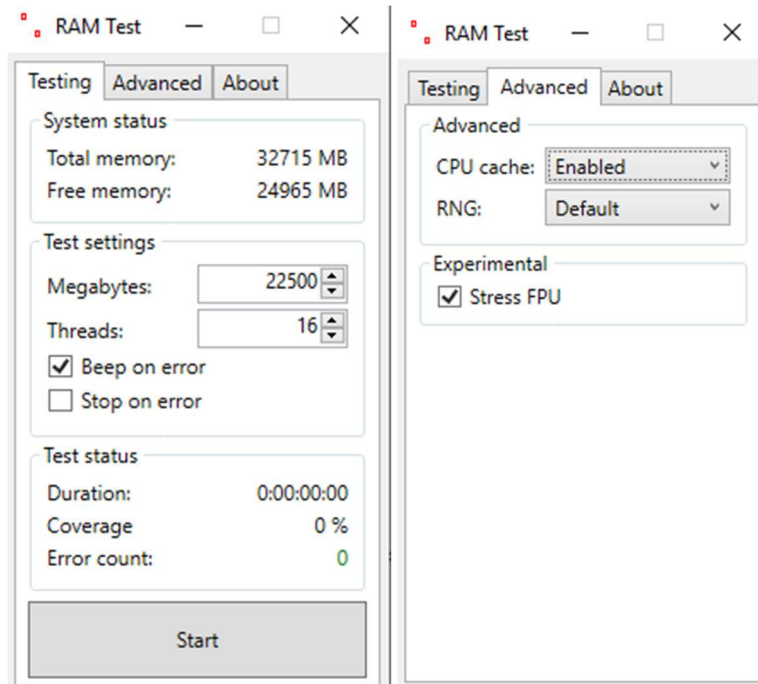 RAM Test
Testing Advanced About
System status
Total memory: 32715 MB
Free memory: 24965 MB
Test settings
Megabytes: 22500
Threads: 16
Beep on error
Stop on error
Test status
Duration: 0:00:00:00
Coverage 0 %
Error count: 0
Start
RAM Test
Testing Advanced About
Advanced
CPU cache: Enabled
RNG: Default
Experimental
Stress FPU